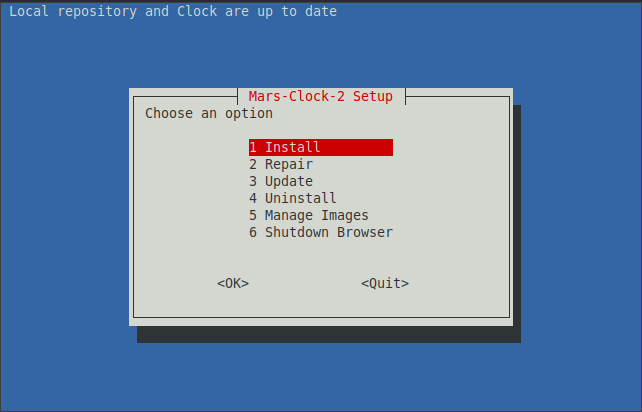 Local repository and Clock are up to date
Mars-Clock-2 Setup
Choose an option
1 Install
2 Repair
3 Update
4 Uninstall
5 Manage Images
6 Shutdown Browser
<OK> <Quit>